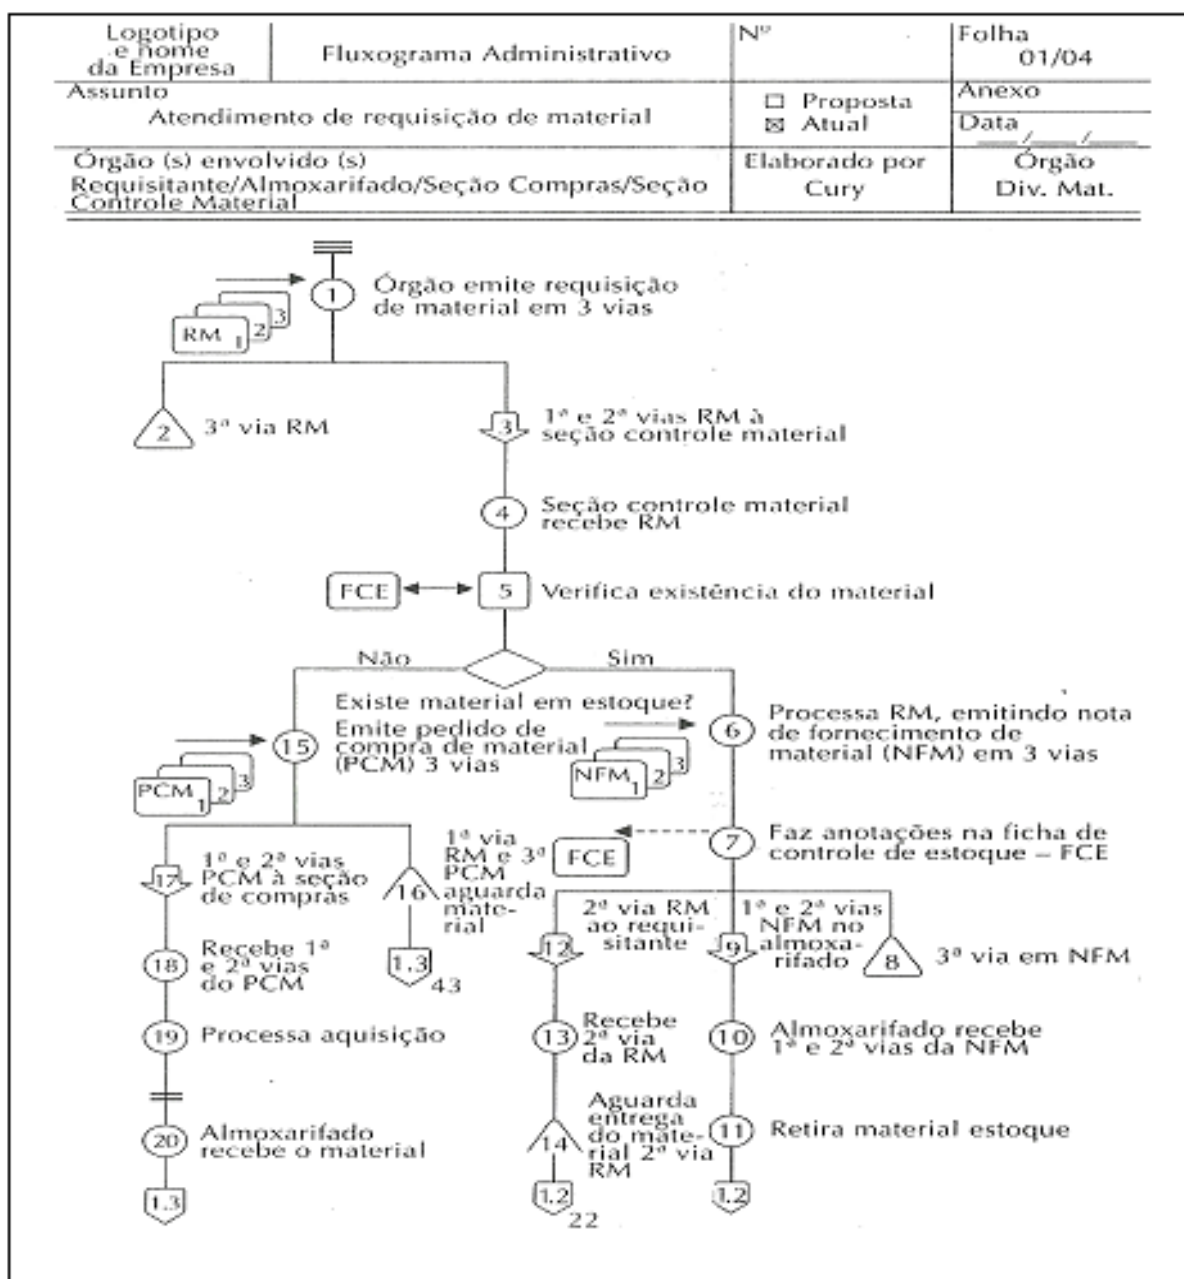 Logotipo
e nome
da Empresa
Fluxograma Administrativo
Nº
Folha
01/04
Assunto
Atendimento de requisição de material
Proposta
Atual
Anexo
Data __/__/__
Órgão (s) envolvido (s)
Requisitante/Almoxarifado/Seção Compras/Seção
Controle Material
Elaborado por
Cury
Órgão
Div. Mat.
1
Órgão emite requisição
de material em 3 vias
RM 1 2 3
2
3ª via RM
3
1ª e 2ª vias RM à
seção controle material
4
Seção controle material
recebe RM
FCE
5
Verifica existência do material
Não
Sim
Existe material em estoque?
15
Emite pedido de
compra de material
(PCM) 3 vias
PCM 1 2 3
6
Processa RM, emitindo nota
de fornecimento de
material (NFM) em 3 vias
NFM 1 2 3
7
Faz anotações na ficha de
controle de estoque – FCE
FCE
17
1ª e 2ª vias
PCM à seção
de compras
16
1ª via
RM e 3ª
PCM
aguarda
mate-
rial
1.3
43
12
2ª via RM
ao requi-
sitante
9
1ª e 2ª vias
NFM no
almoxa-
rifado
8
3ª via em NFM
18
Recebe 1ª
e 2ª vias
do PCM
19
Processa aquisição
13
Recebe
2ª via
da RM
10
Almoxarifado recebe
1ª e 2ª vias da NFM
20
Almoxarifado
recebe o material
1.3
14
Aguarda
entrega
do mate-
rial 2ª via
RM
1.2
22
11
Retira material estoque
1.2